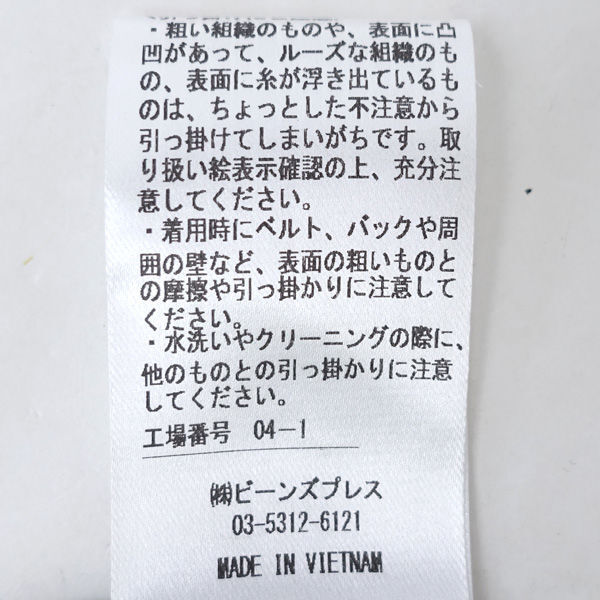 ・粗い組織のものや、表面に凸
凹があって、ルーズな組織のも
の、表面に糸が浮き出ているも
のは、ちょっとした不注意から
引っ掛けてしまいがちです。取
り扱い絵表示確認の上、充分注
意してください。
・着用時にベルト、バックや周
囲の壁など、表面の粗いものと
の摩擦や引っ掛かりに注意して
ください。
・水洗いやクリーニングの際に、
他のものとの引っ掛かりに注意
してください。
工場番号 04-1
㈱ビーンズプレス
03-5312-6121
MADE IN VIETNAM